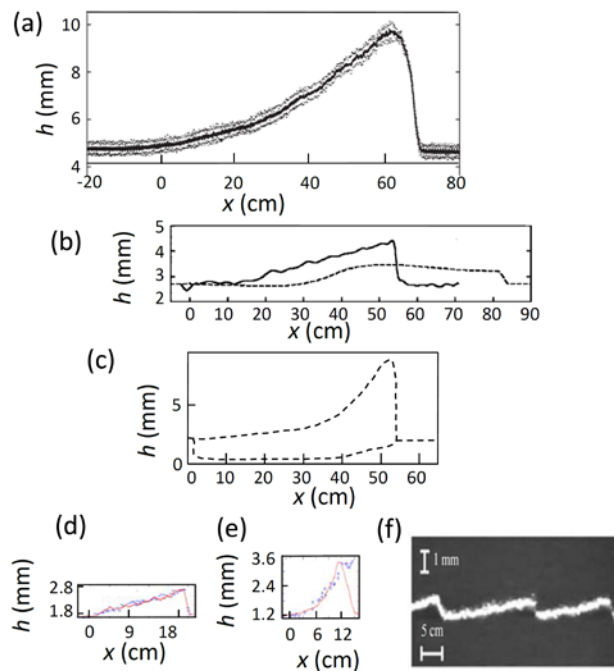 (a)
10
8
6
4
h (mm)
-20 0 20 40 60 80
x (cm)
(b)
5
4
3
2
h (mm)
0 10 20 30 40 50 60 70 80 90
x (cm)
(c)
5
0
h (mm)
0 10 20 30 40 50 60
x (cm)
(d)
2.8
1.8
h (mm)
0 9 18
x (cm)
(e)
3.6
2.4
1.2
h (mm)
0 6 12
x (cm)
(f)
1 mm
5 cm